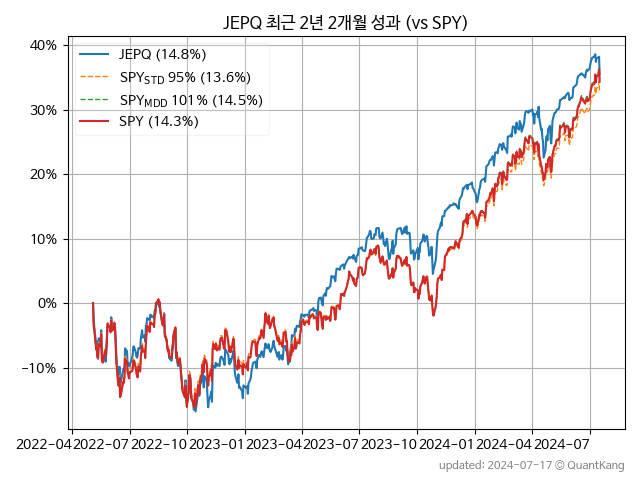 JEPQ 최근 2년 2개월 성과 (vs SPY)
40%
30%
20%
10%
0%
−10%
JEPQ (14.8%)
SPY_STD 95% (13.6%)
SPY_MDD 101% (14.5%)
SPY (14.3%)
2022-04 2022-07 2022-10 2023-01 2023-04 2023-07 2023-10 2024-01 2024-04 2024-07
updated: 2024-07-17 © QuantKang